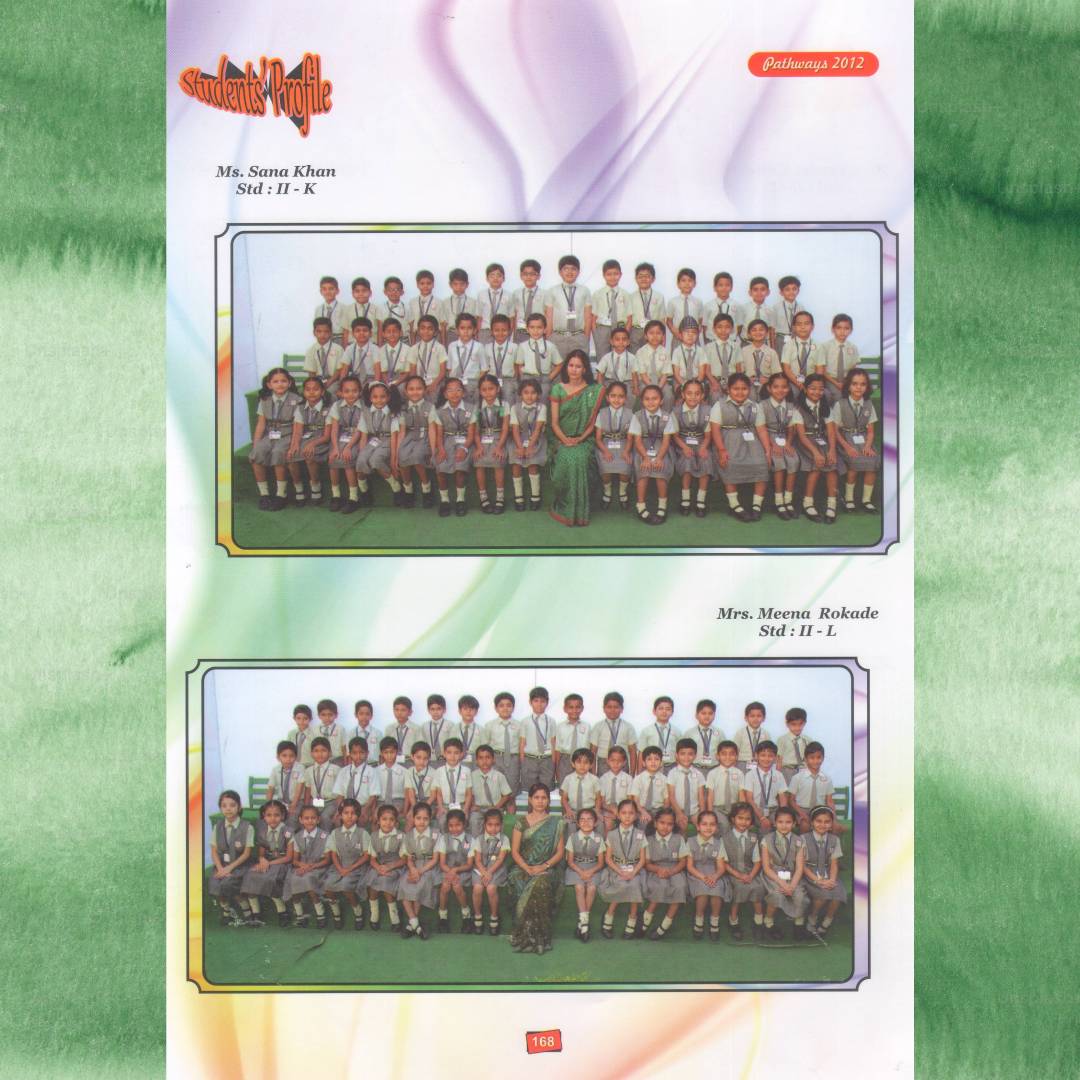 Students' Profile
Pathways 2012
Ms. Sana Khan
Std : II - K
Mrs. Meena Rokade
Std : II - L
168